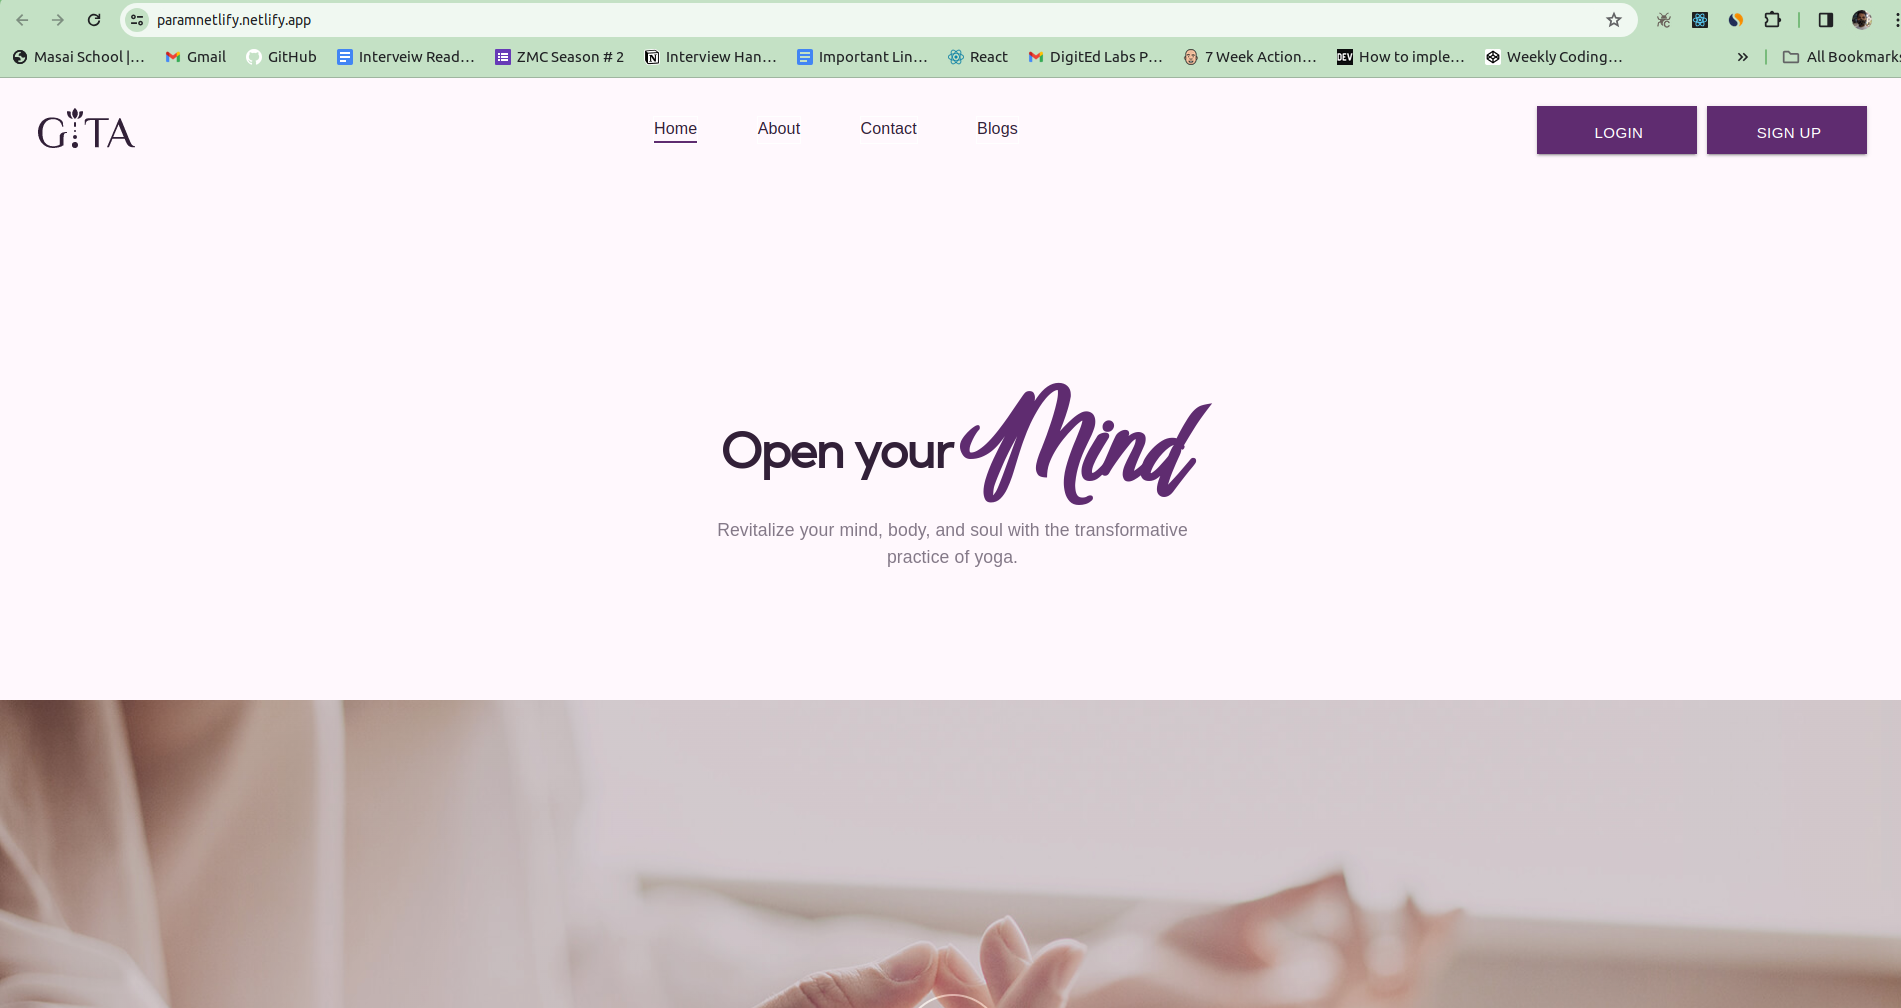 paramnetlify.netlify.app
Masai School |... Gmail GitHub Interveiw Read... ZMC Season # 2 Interview Han... Important Lin... React DigitEd Labs P... 7 Week Action... DEV How to imple... Weekly Coding... » All Bookmarks
GITA Home About Contact Blogs LOGIN SIGN UP
Open your Mind
Revitalize your mind, body, and soul with the transformative
practice of yoga.